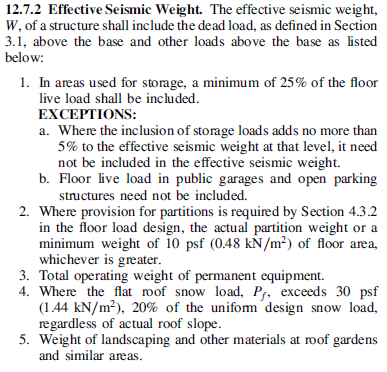 12.7.2 Effective Seismic Weight. The effective seismic weight,
W, of a structure shall include the dead load, as defined in Section
3.1, above the base and other loads above the base as listed
below:
1. In areas used for storage, a minimum of 25% of the floor
live load shall be included.
EXCEPTIONS:
a. Where the inclusion of storage loads adds no more than
5% to the effective seismic weight at that level, it need
not be included in the effective seismic weight.
b. Floor live load in public garages and open parking
structures need not be included.
2. Where provision for partitions is required by Section 4.3.2
in the floor load design, the actual partition weight or a
minimum weight of 10 psf (0.48 kN/m²) of floor area,
whichever is greater.
3. Total operating weight of permanent equipment.
4. Where the flat roof snow load, Pf, exceeds 30 psf
(1.44 kN/m²), 20% of the uniform design snow load,
regardless of actual roof slope.
5. Weight of landscaping and other materials at roof gardens
and similar areas.